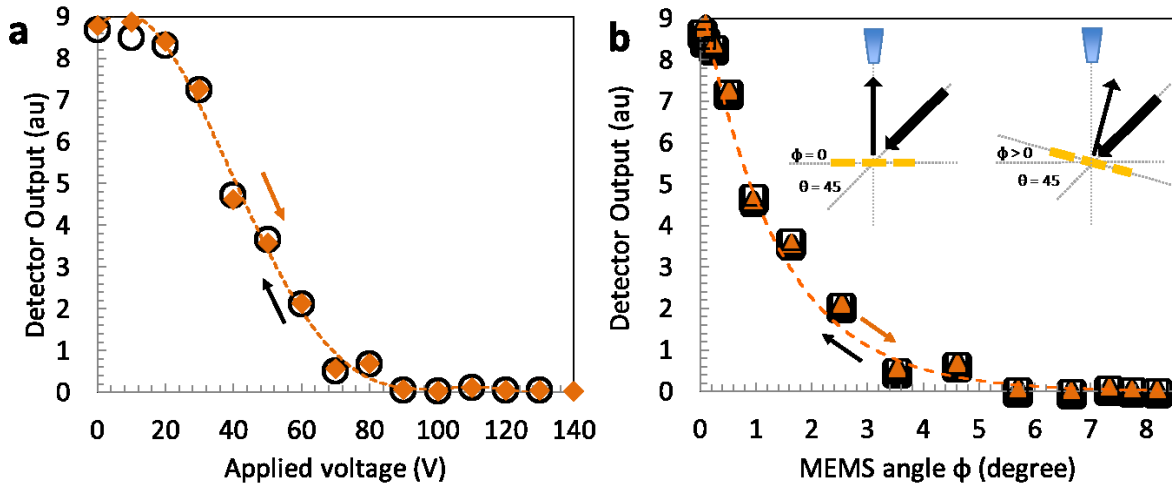 a
Detector Output (au)
9
8
7
6
5
4
3
2
1
0
0 20 40 60 80 100 120 140
Applied voltage (V)
b
Detector Output (au)
9
8
7
6
5
4
3
2
1
0
0 1 2 3 4 5 6 7 8
MEMS angle ϕ (degree)
ϕ = 0
θ = 45
ϕ > 0
θ = 45